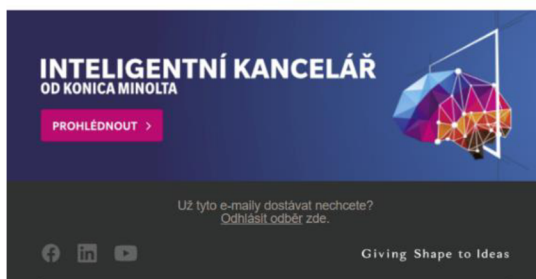 INTELIGENTNÍ KANCELÁŘ
OD KONICA MINOLTA
PROHLÉDNOUT >
Už tyto e-maily dostávat nechcete?
Odhlásit odběr zde.
Giving Shape to Ideas